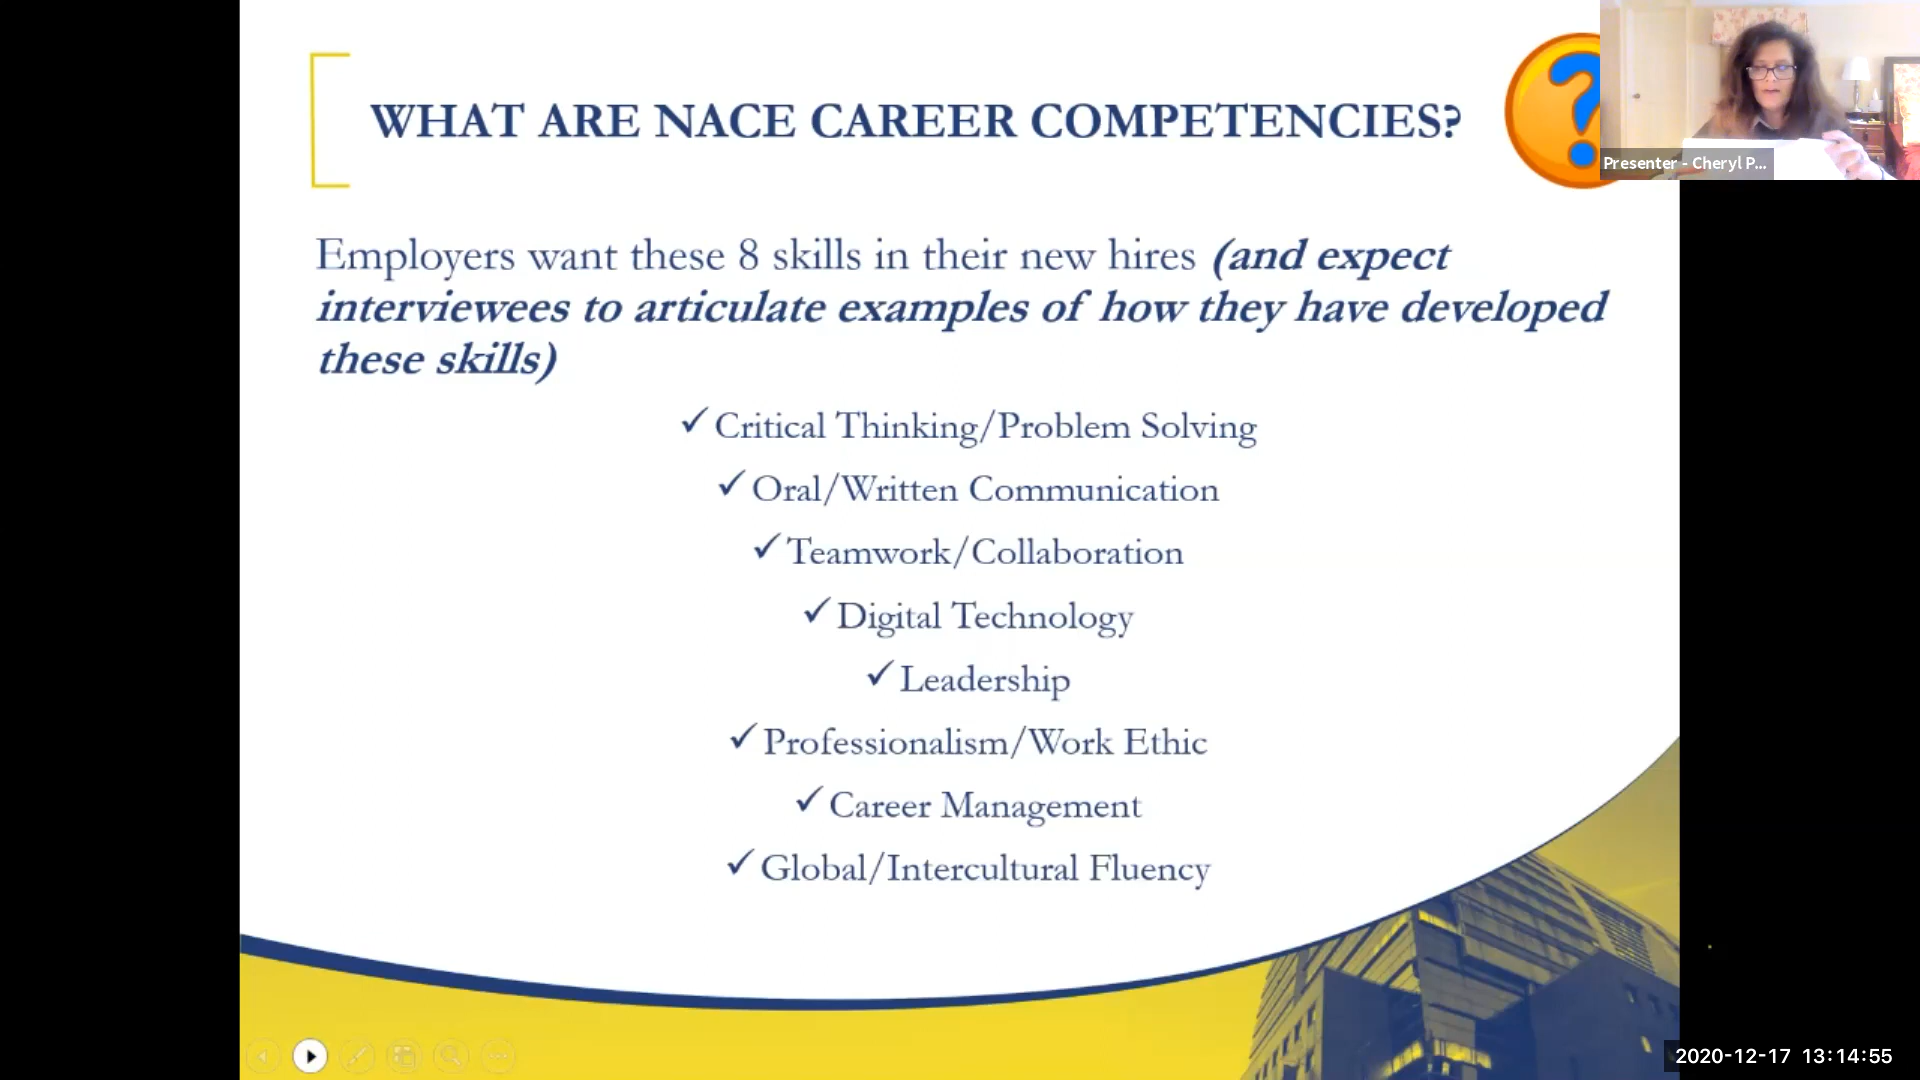 WHAT ARE NACE CAREER COMPETENCIES?
Presenter - Cheryl P...
Employers want these 8 skills in their new hires (and expect
interviewees to articulate examples of how they have developed
these skills)
✓ Critical Thinking/Problem Solving
✓ Oral/Written Communication
✓ Teamwork/Collaboration
✓ Digital Technology
✓ Leadership
✓ Professionalism/Work Ethic
✓ Career Management
✓ Global/Intercultural Fluency
2020-12-17 13:14:55